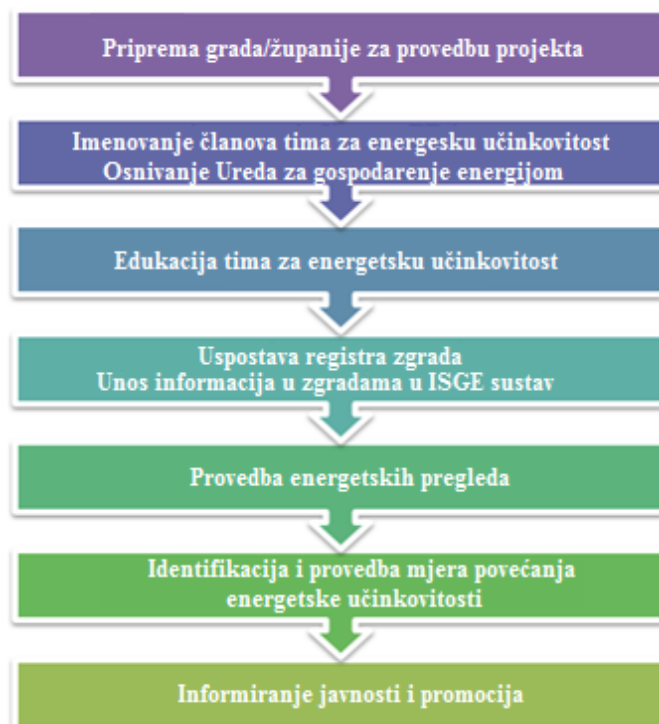 Priprema grada/županije za provedbu projekta
Imenovanje članova tima za energesku učinkovitost
Osnivanje Ureda za gospodarenje energijom
Edukacija tima za energetsku učinkovitost
Uspostava registra zgrada
Unos informacija u zgradama u ISGE sustav
Provedba energetskih pregleda
Identifikacija i provedba mjera povećanja
energetske učinkovitosti
Informiranje javnosti i promocija